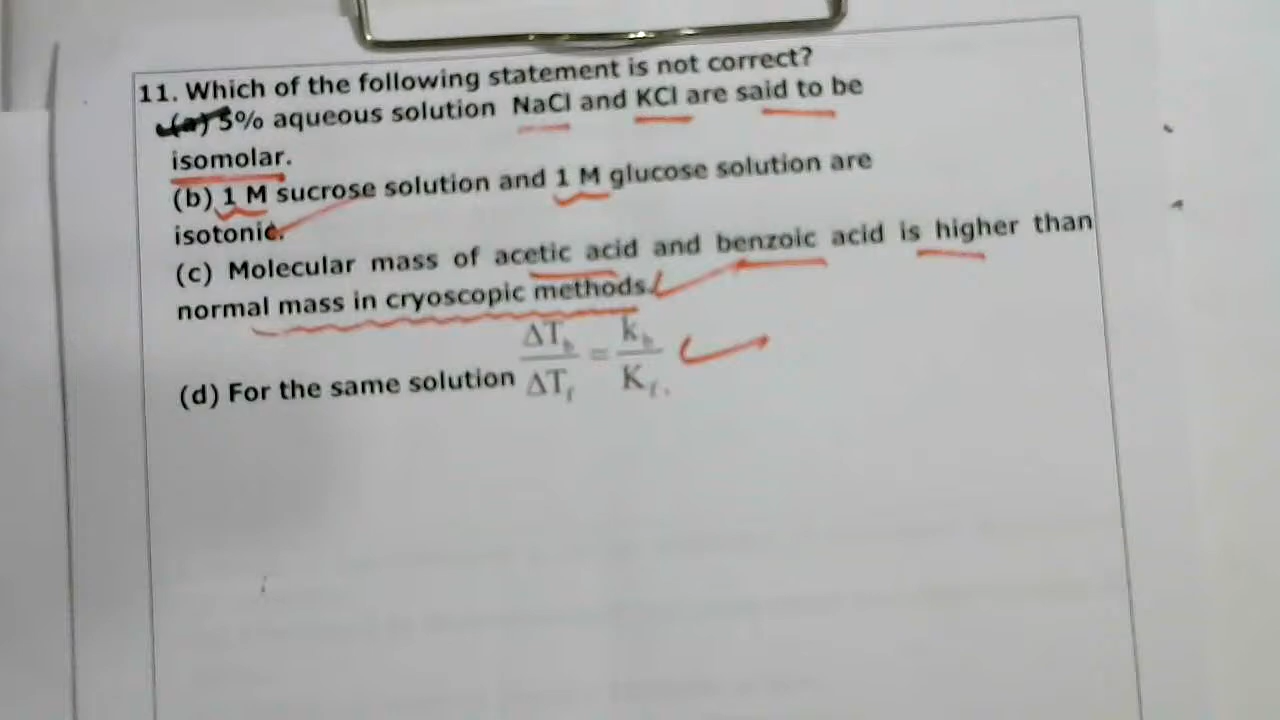 11. Which of the following statement is not correct?
(a) 5% aqueous solution NaCl and KCl are said to be
isomolar.
(b) 1 M sucrose solution and 1 M glucose solution are
isotonic.
(c) Molecular mass of acetic acid and benzoic acid is higher than
normal mass in cryoscopic methods.
(d) For the same solution ΔT_b / ΔT_f = k_b / K_f.